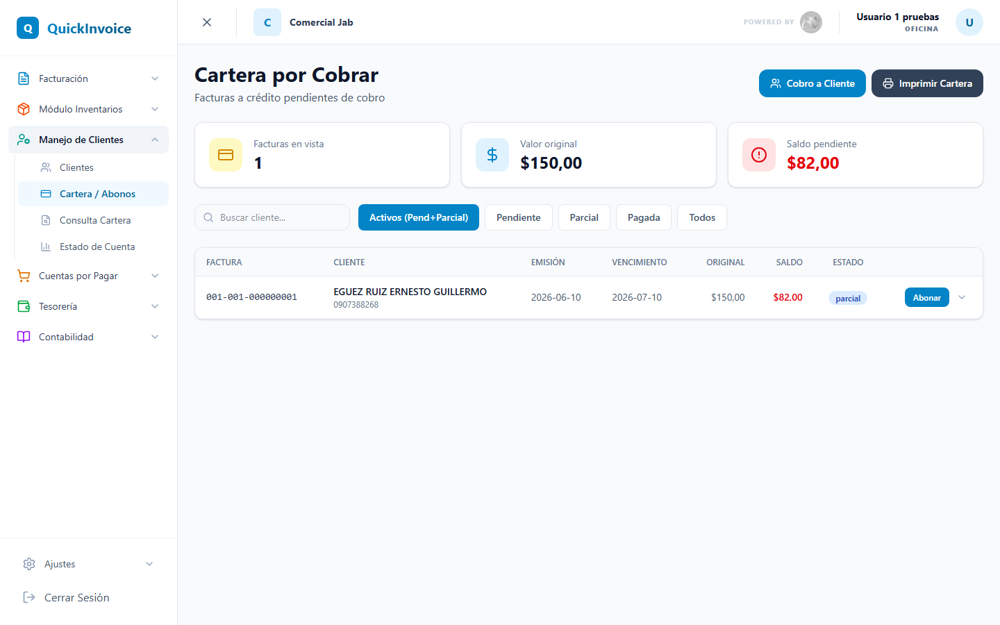 Q QuickInvoice
Facturación
Módulo Inventarios
Manejo de Clientes
Clientes
Cartera / Abonos
Consulta Cartera
Estado de Cuenta
Cuentas por Pagar
Tesorería
Contabilidad
Ajustes
Cerrar Sesión
C Comercial Jab
POWERED BY
Usuario 1 pruebas
OFICINA
U
Cartera por Cobrar
Facturas a crédito pendientes de cobro
Cobro a Cliente
Imprimir Cartera
Facturas en vista
1
Valor original
$150,00
Saldo pendiente
$82,00
Buscar cliente...
Activos (Pend+Parcial)
Pendiente
Parcial
Pagada
Todos
FACTURA CLIENTE EMISIÓN VENCIMIENTO ORIGINAL SALDO ESTADO
001-001-000000001 EGUEZ RUIZ ERNESTO GUILLERMO 2026-06-10 2026-07-10 $150,00 $82,00 parcial Abonar
0907388268